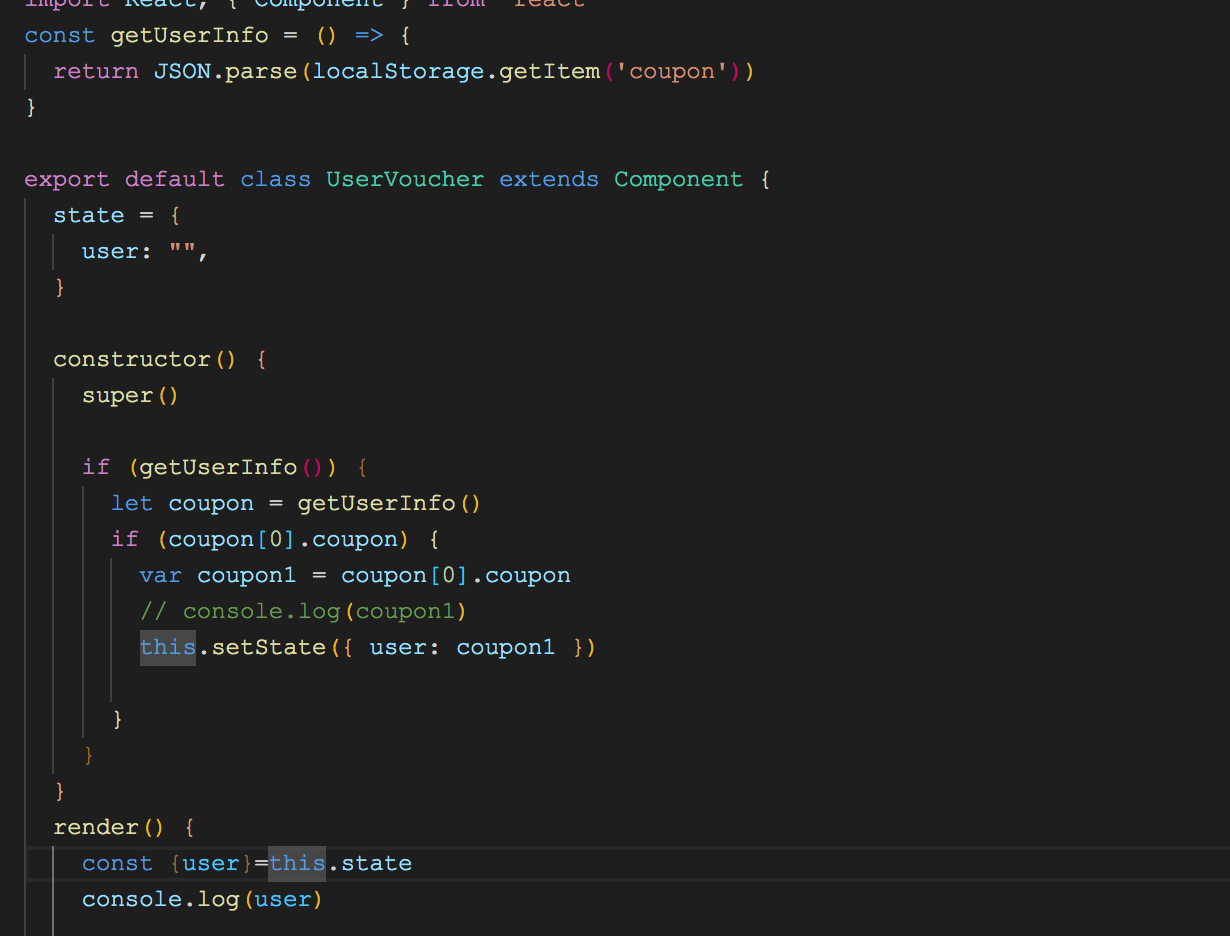 import React, { Component } from 'react'
const getUserInfo = () => {
  return JSON.parse(localStorage.getItem('coupon'))
}

export default class UserVoucher extends Component {
  state = {
    user: "",
  }

  constructor() {
    super()

    if (getUserInfo()) {
      let coupon = getUserInfo()
      if (coupon[0].coupon) {
        var coupon1 = coupon[0].coupon
        // console.log(coupon1)
        this.setState({ user: coupon1 })

      }
    }
  }
  render() {
    const {user}=this.state
    console.log(user)